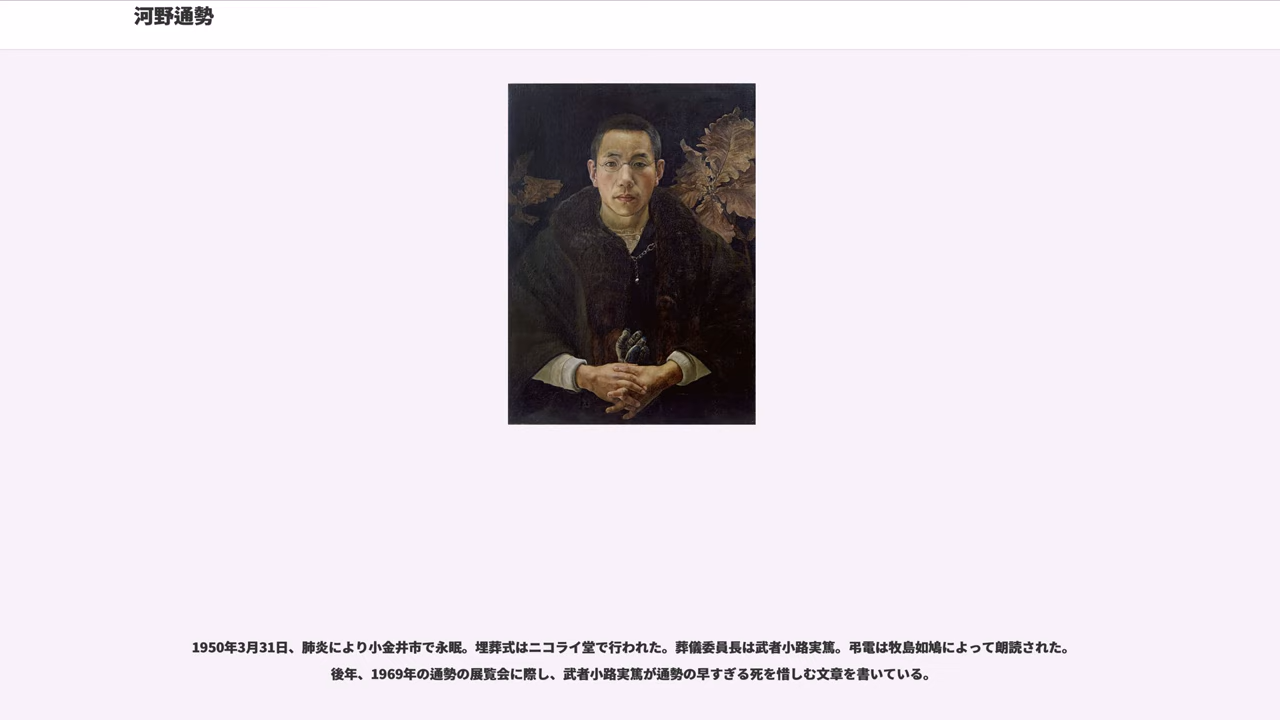 河野通勢
1950年3月31日、肺炎により小金井市で永眠。埋葬式はニコライ堂で行われた。葬儀委員長は武者小路実篤。弔電は牧島如鳩によって朗読された。
後年、1969年の通勢の展覧会に際し、武者小路実篤が通勢の早すぎる死を惜しむ文章を書いている。